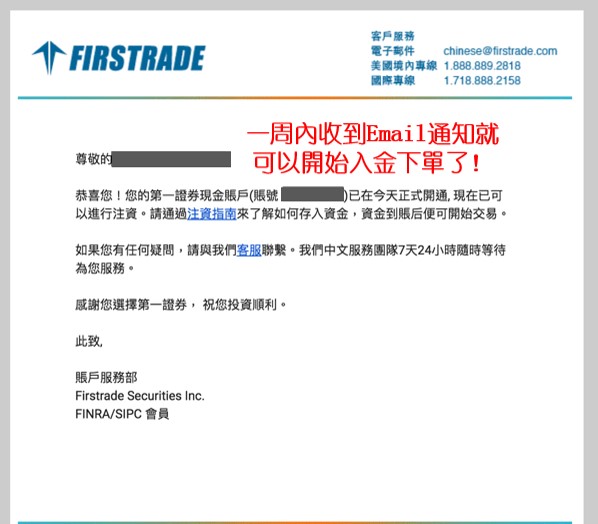 FIRSTRADE
客戶服務
電子郵件 chinese@firstrade.com
美國境內專線 1.888.889.2818
國際專線 1.718.888.2158
一周內收到Email通知就
可以開始入金下單了!
尊敬的
恭喜您！您的第一證券現金賬戶(賬號 )已在今天正式開通, 現在已可
以進行注資。請通過注資指南來了解如何存入資金，資金到賬后便可開始交易。
如果您有任何疑問，請與我們客服聯繫。我們中文服務團隊7天24小時隨時等待
為您服務。
感謝您選擇第一證券， 祝您投資順利。
此致,
賬戶服務部
Firstrade Securities Inc.
FINRA/SIPC 會員